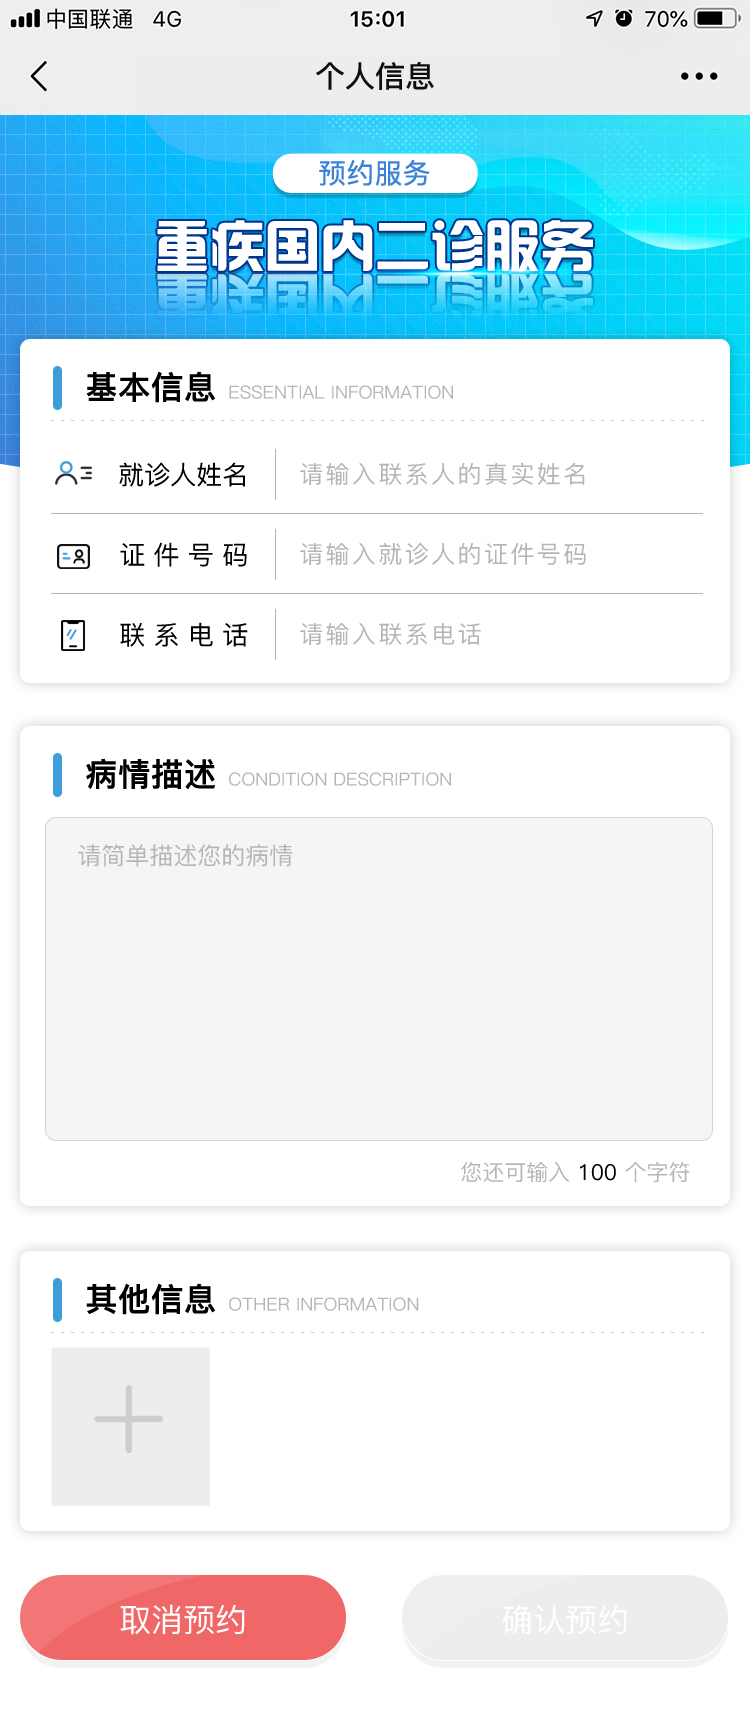 中国联通 4G 15:01 70%
个人信息
预约服务
重疾国内二诊服务
基本信息 ESSENTIAL INFORMATION
就诊人姓名 请输入联系人的真实姓名
证件号码 请输入就诊人的证件号码
联系电话 请输入联系电话
病情描述 CONDITION DESCRIPTION
请简单描述您的病情
您还可输入 100 个字符
其他信息 OTHER INFORMATION
取消预约 确认预约